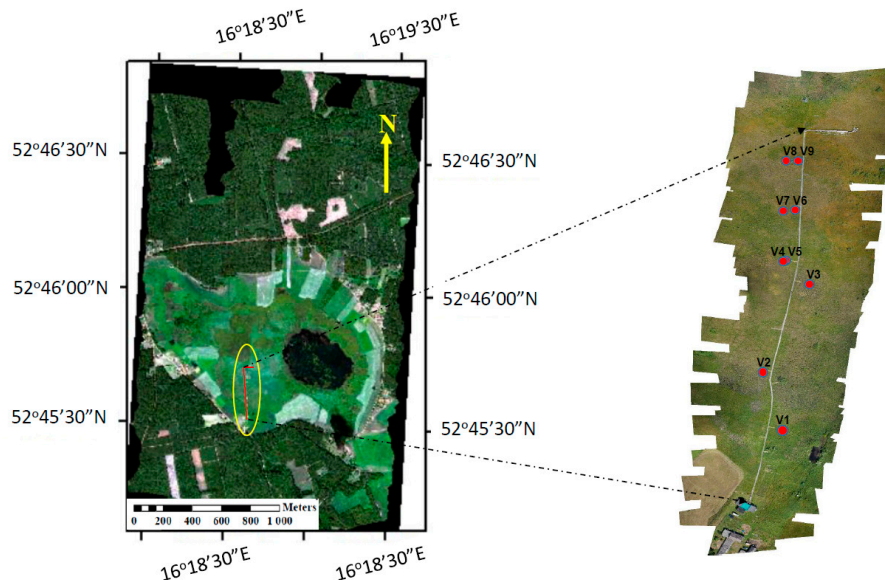 16°18’30”E
16°19’30”E
52°46’30”N
52°46’30”N
N
52°46’00”N
52°46’00”N
52°45’30”N
52°45’30”N
Meters
0 200 400 600 800 1 000
16°18’30”E
16°18’30”E
V8 V9
V7 V6
V4 V5
V3
V2
V1